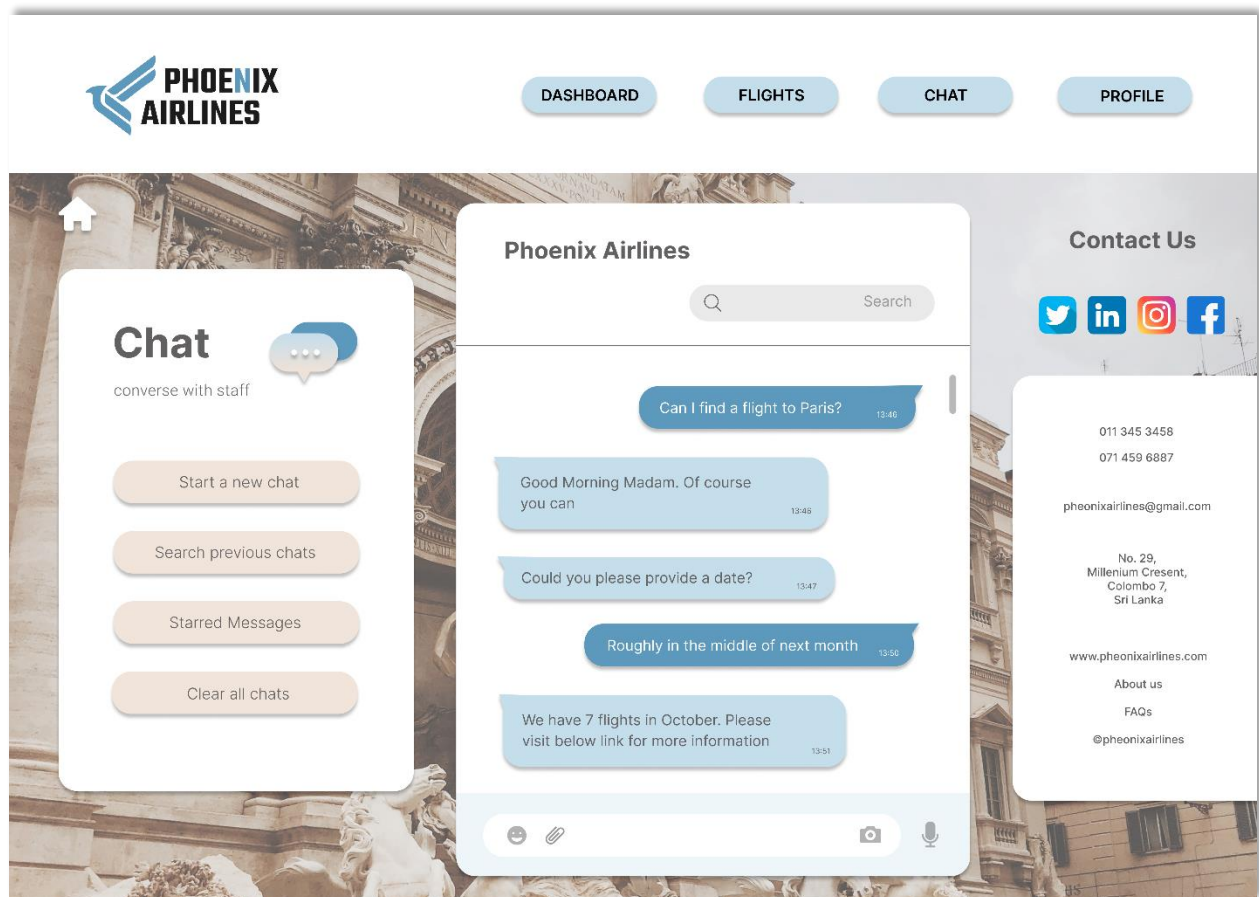 PHOENIX
AIRLINES
DASHBOARD
FLIGHTS
CHAT
PROFILE
Chat
converse with staff
Start a new chat
Search previous chats
Starred Messages
Clear all chats
Phoenix Airlines
Search
Can I find a flight to Paris?
13:46
Good Morning Madam. Of course
you can
13:46
Could you please provide a date?
13:47
Roughly in the middle of next month
13:50
We have 7 flights in October. Please
visit below link for more information
13:51
Contact Us
in
011 345 3458
071 459 6887
pheonixairlines@gmail.com
No. 29,
Millenium Cresent,
Colombo 7,
Sri Lanka
www.pheonixairlines.com
About us
FAQs
©pheonixairlines